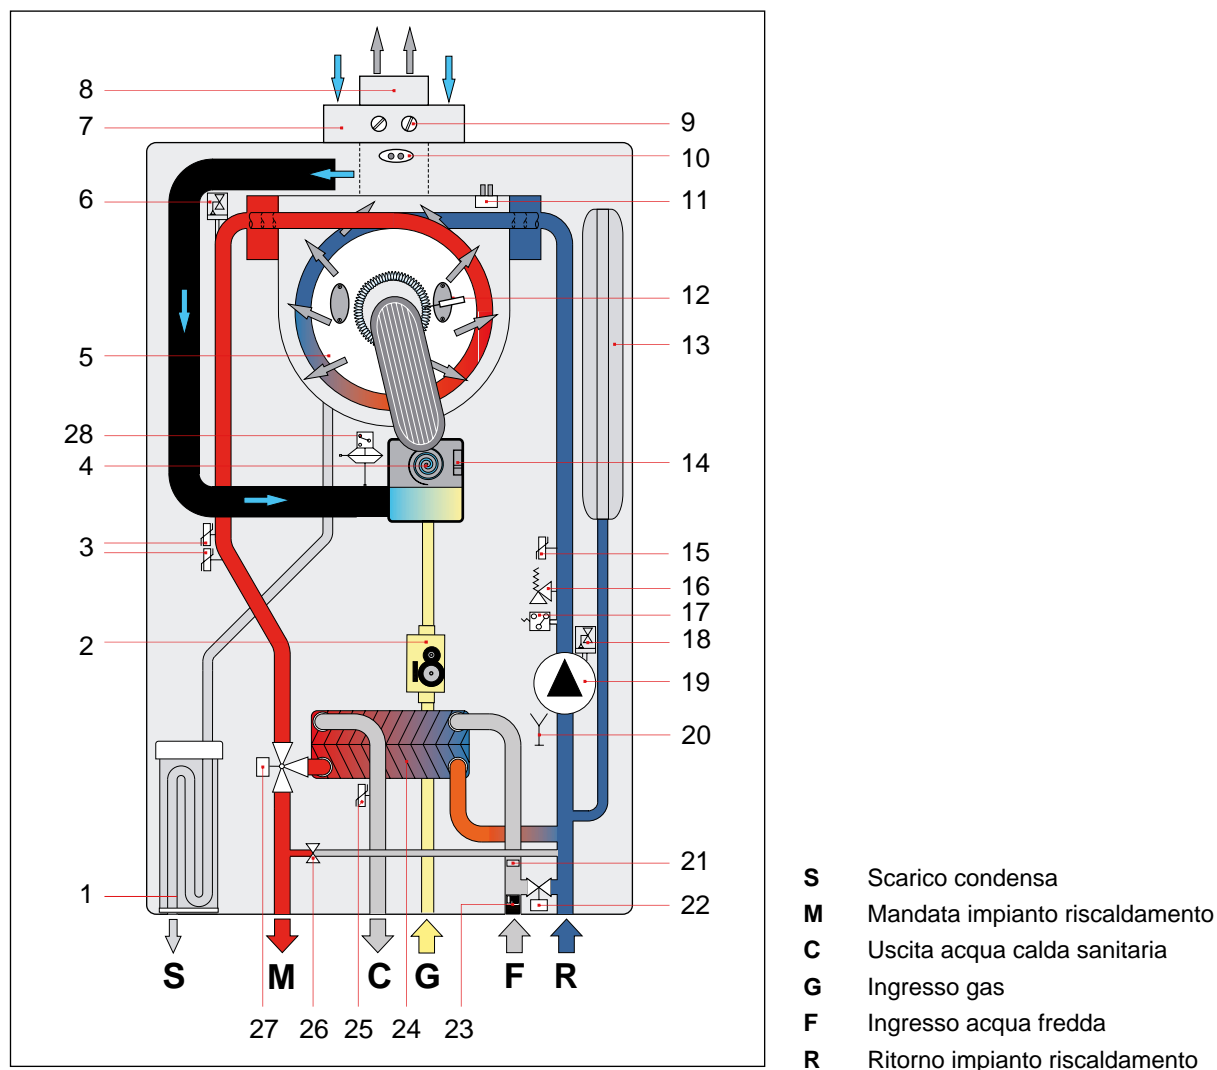 8
7
9
10
6
11
12
13
5
28
4
14
3
15
16
17
2
18
19
20
1
21
22
S M C G F R
27 26 25 24 23
S Scarico condensa
M Mandata impianto riscaldamento
C Uscita acqua calda sanitaria
G Ingresso gas
F Ingresso acqua fredda
R Ritorno impianto riscaldamento